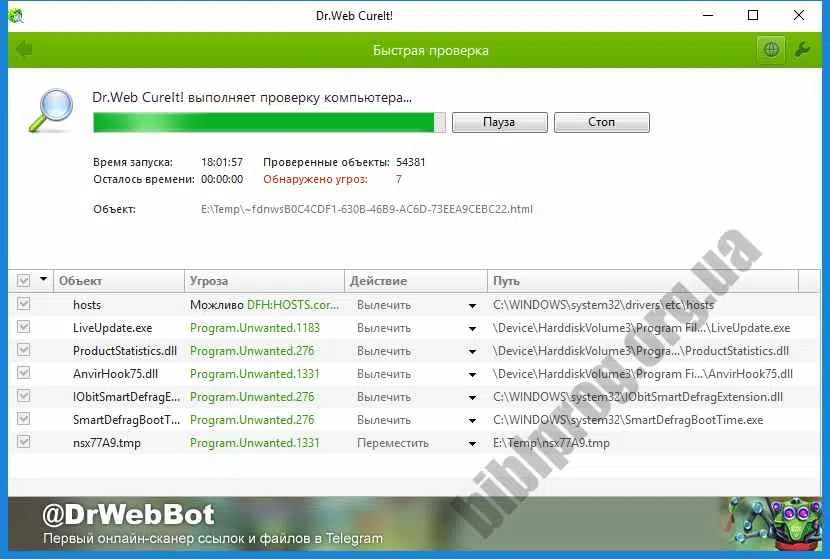 Dr.Web CureIt!
Быстрая проверка
Dr.Web CureIt! выполняет проверку компьютера...
Пауза
Стоп
Время запуска: 18:01:57 Проверенные объекты: 54381
Осталось времени: 00:00:00 Обнаружено угроз: 7
Объект: E:\Temp\~fdnwsB0C4CDF1-630B-46B9-AC6D-73EEA9CEBC22.html
Объект Угроза Действие Путь
hosts Можливо DFH:HOSTS.cor... Вылечить C:\WINDOWS\system32\drivers\etc\hosts
LiveUpdate.exe Program.Unwanted.1183 Вылечить \Device\HarddiskVolume3\Program Fil...\LiveUpdate.exe
ProductStatistics.dll Program.Unwanted.276 Вылечить \Device\HarddiskVolume3\Progra...\ProductStatistics.dll
AnvirHook75.dll Program.Unwanted.1331 Вылечить \Device\HarddiskVolume3\Program Fi...\AnvirHook75.dll
IObitSmartDefragE... Program.Unwanted.276 Вылечить C:\WINDOWS\system32\IObitSmartDefragExtension.dll
SmartDefragBootT... Program.Unwanted.276 Вылечить C:\WINDOWS\system32\SmartDefragBootTime.exe
nsx77A9.tmp Program.Unwanted.1331 Переместить E:\Temp\nsx77A9.tmp
bibprog.org.ua
@DrWebBot
Первый онлайн-сканер ссылок и файлов в Telegram